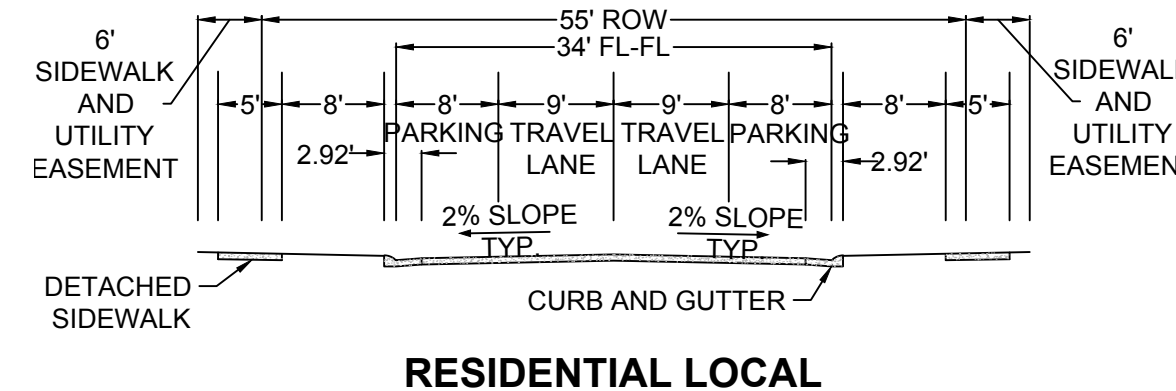 55' ROW
34' FL-FL
6'
SIDEWALK
AND
UTILITY
EASEMENT
5'
8'
8'
PARKING
9'
TRAVEL
LANE
9'
TRAVEL
LANE
8'
PARKING
8'
5'
6'
SIDEWALK
AND
UTILITY
EASEMEN
2.92'
2.92'
2% SLOPE
TYP.
2% SLOPE
TYP
DETACHED
SIDEWALK
CURB AND GUTTER
RESIDENTIAL LOCAL